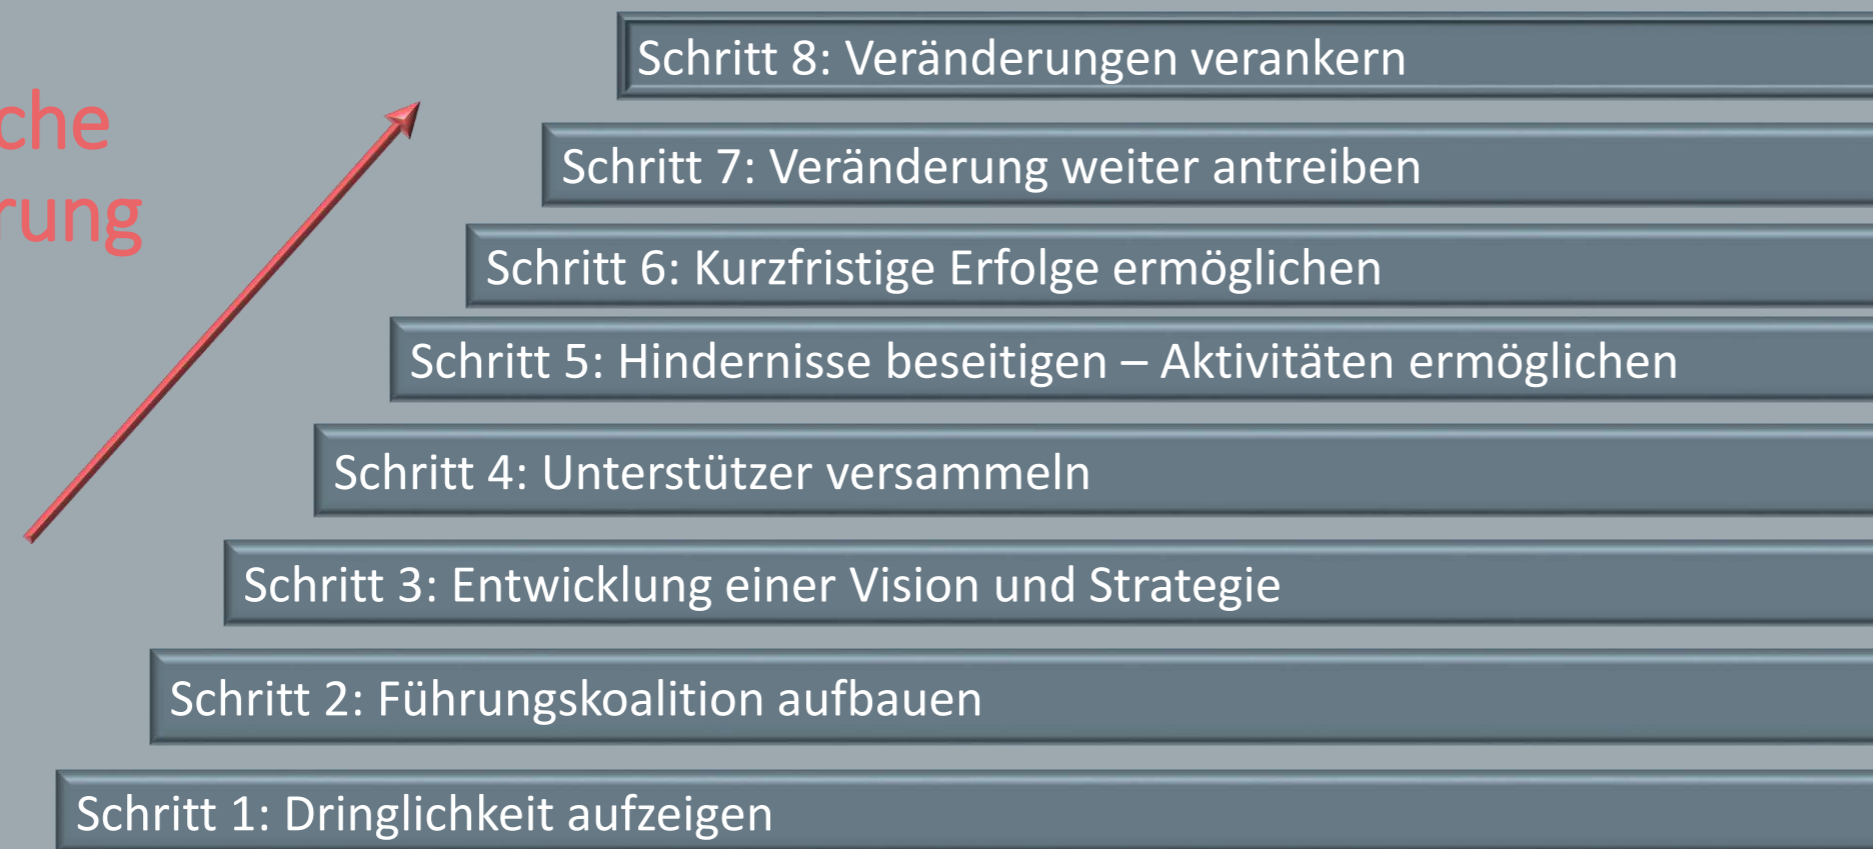 Schritt 8: Veränderungen verankern
Schritt 7: Veränderung weiter antreiben
Schritt 6: Kurzfristige Erfolge ermöglichen
Schritt 5: Hindernisse beseitigen – Aktivitäten ermöglichen
Schritt 4: Unterstützer versammeln
Schritt 3: Entwicklung einer Vision und Strategie
Schritt 2: Führungskoalition aufbauen
Schritt 1: Dringlichkeit aufzeigen